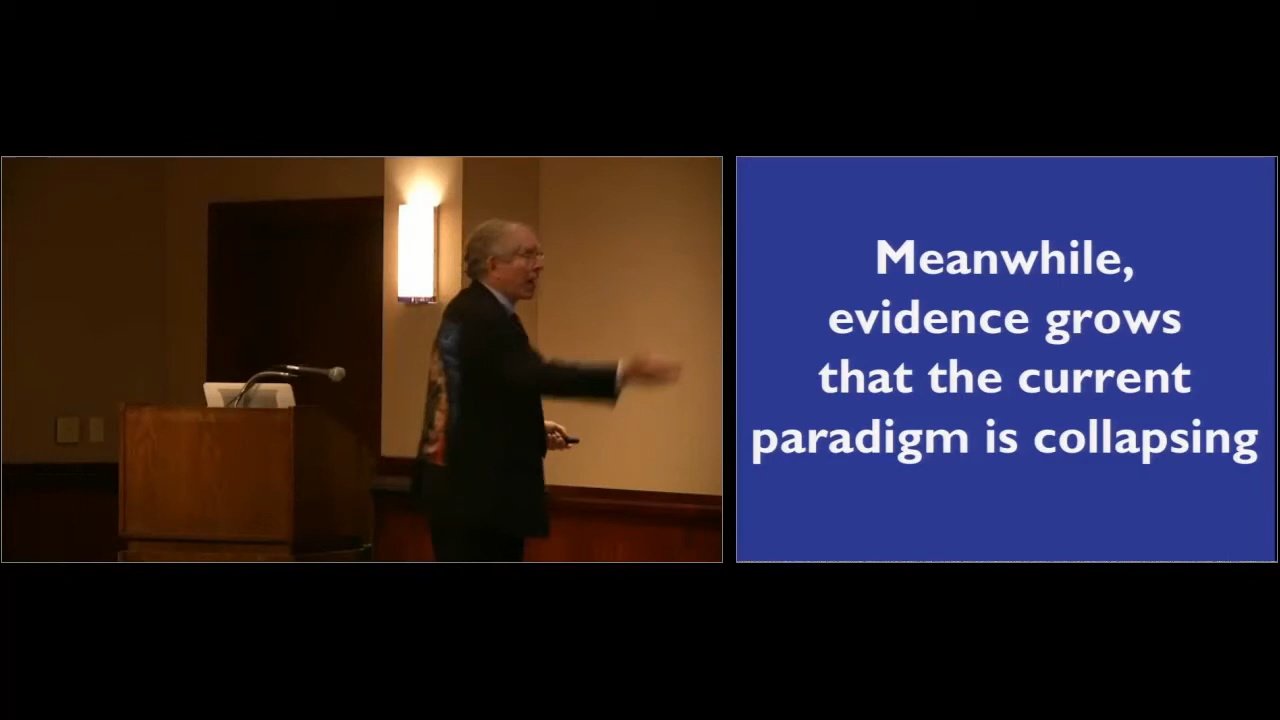 Meanwhile,
evidence grows
that the current
paradigm is collapsing